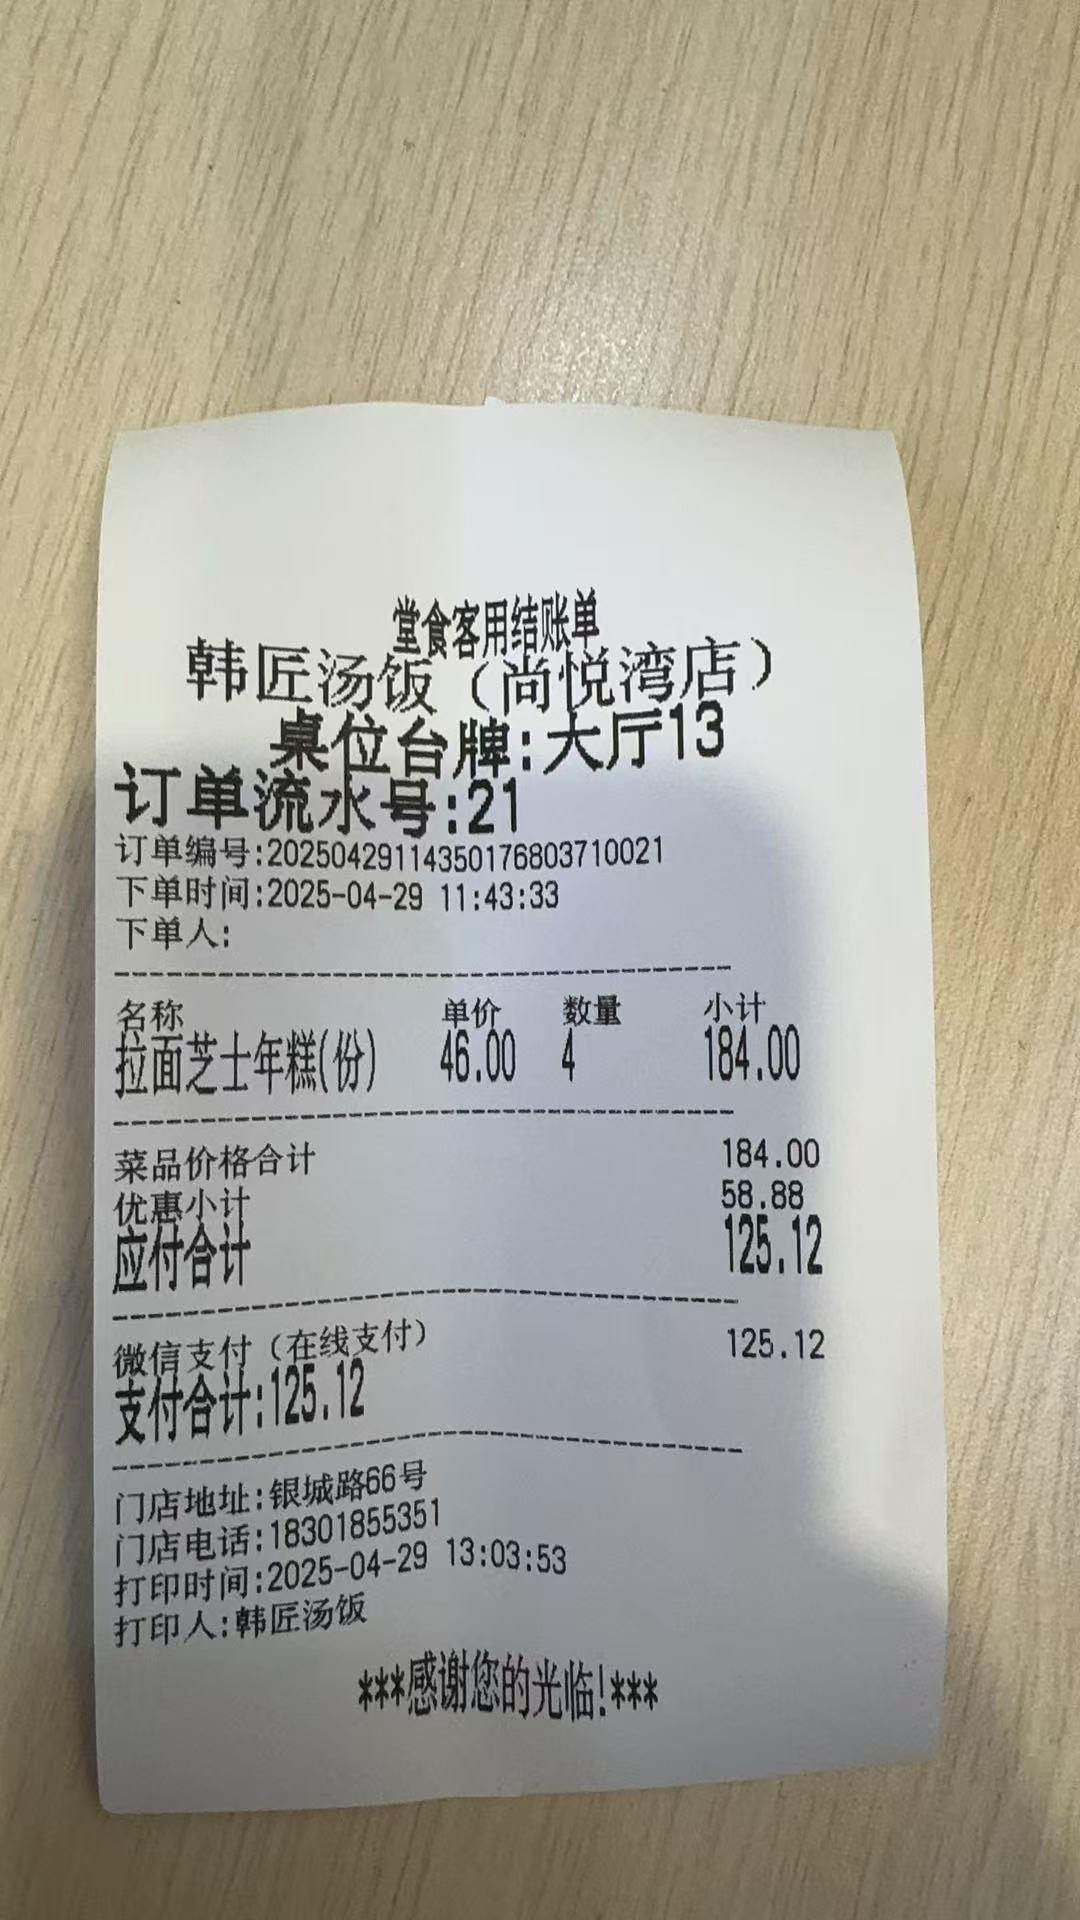 堂食客用结账单
韩匠汤饭（尚悦湾店）
桌位台牌:大厅13
订单流水号:21
订单编号:20250429114350176803710021
下单时间:2025-04-29 11:43:33
下单人:
名称 单价 数量 小计
拉面芝士年糕(份) 46.00 4 184.00
菜品价格合计 184.00
优惠小计 58.88
应付合计 125.12
微信支付（在线支付） 125.12
支付合计:125.12
门店地址:银城路66号
门店电话:18301855351
打印时间:2025-04-29 13:03:53
打印人:韩匠汤饭
***感谢您的光临!***